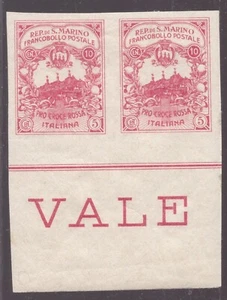 REP. DI S. MARINO REP. DI S. MARINO
FRANCOBOLLO POSTALE FRANCOBOLLO POSTALE
10 10
PRO CROCE ROSSA PRO CROCE ROSSA
ITALIANA ITALIANA
5 5
VALE